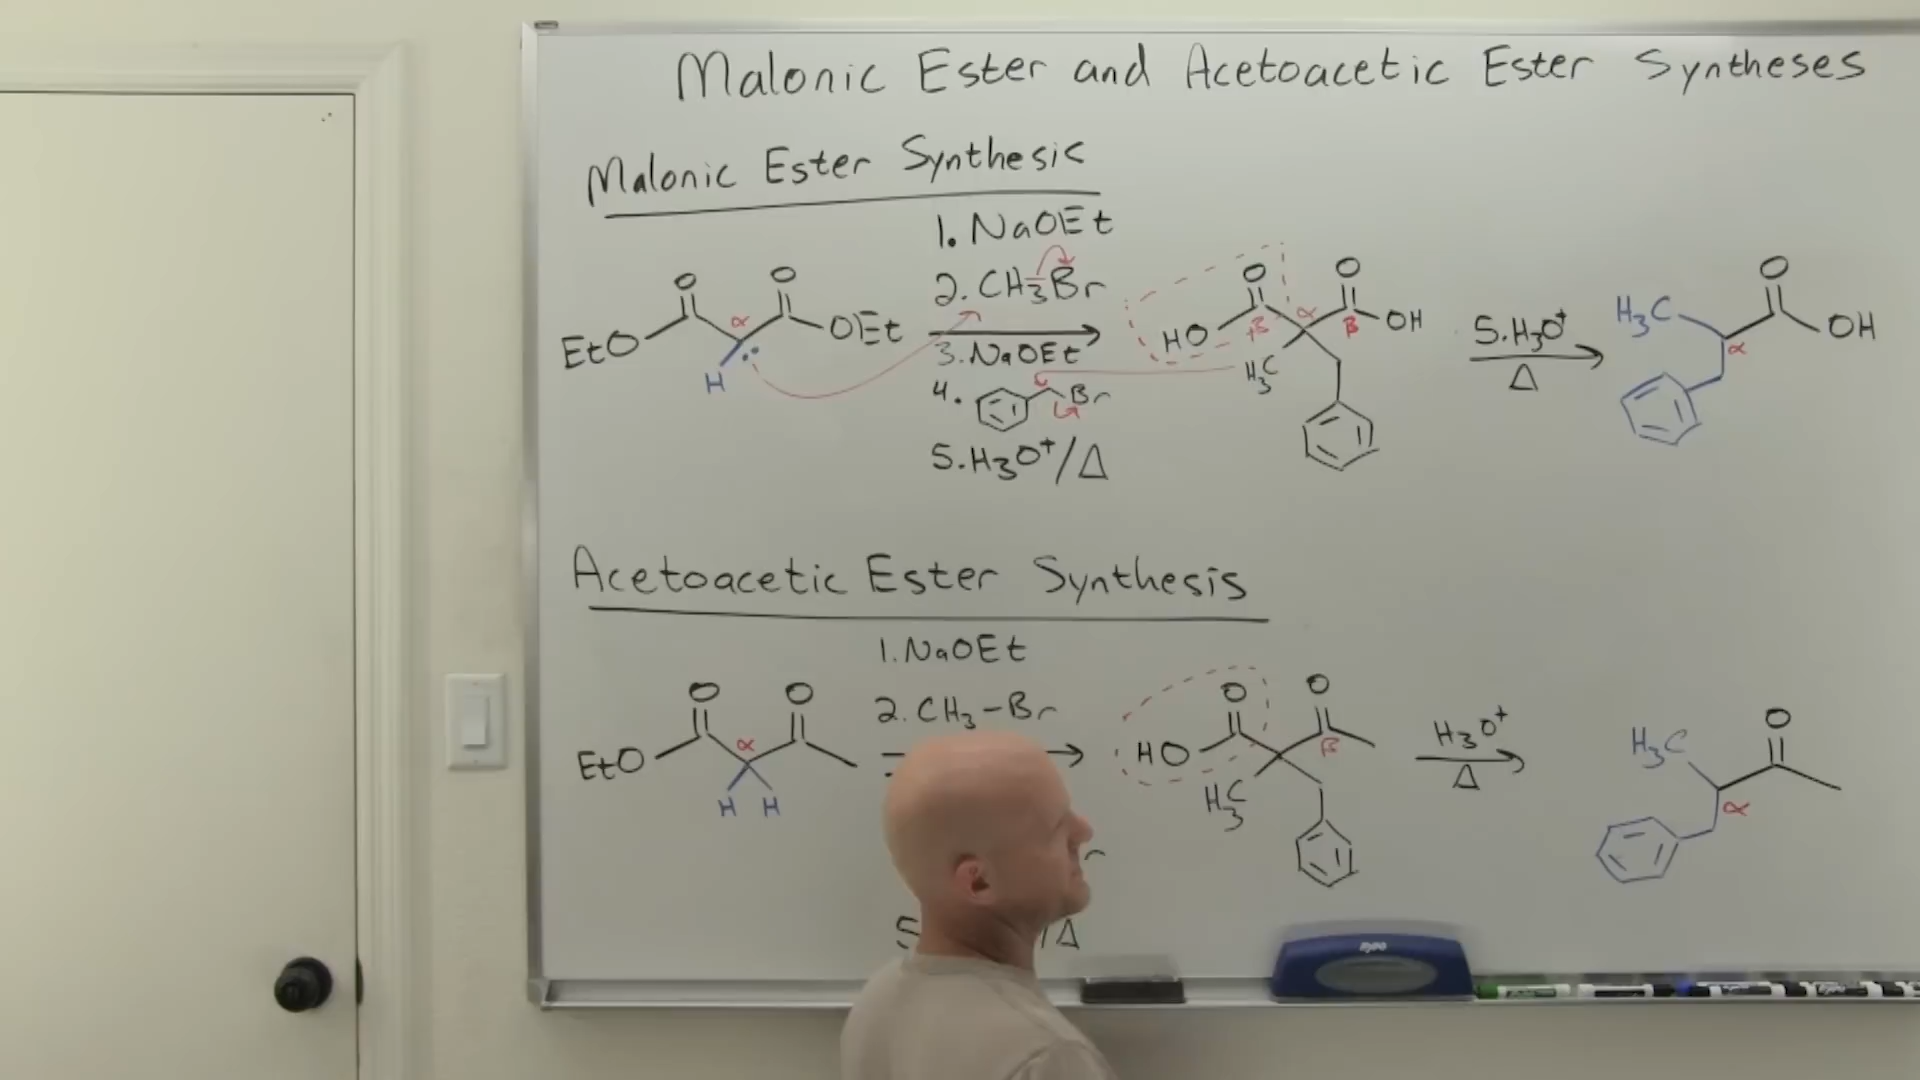 Malonic Ester and Acetoacetic Ester Syntheses
Malonic Ester Synthesis
1. NaOEt
2. CH3Br
3. NaOEt
4. Br
5. H3O+/Δ
O O
EtO α OEt
H
O O
HO β α β OH
H3C
5. H3O+
Δ
H3C O
α OH
Acetoacetic Ester Synthesis
1. NaOEt
2. CH3-Br
5 /Δ
O O
EtO α
H H
O O
HO β
H3C
H3O+
Δ
H3C O
α
expo